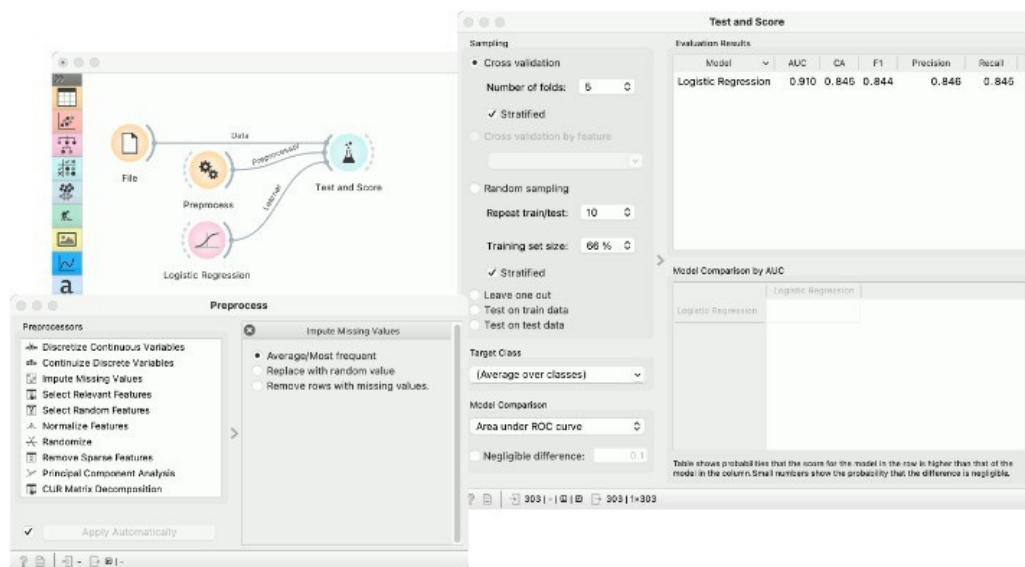 Data
Preprocessor
Learner
File
Preprocess
Logistic Regression
Test and Score
a
Preprocess
Preprocessors
Discretize Continuous Variables
Continuize Discrete Variables
Impute Missing Values
Select Relevant Features
Select Random Features
Normalize Features
Randomize
Remove Sparse Features
Principal Component Analysis
CUR Matrix Decomposition
Apply Automatically
Impute Missing Values
Average/Most frequent
Replace with random value
Remove rows with missing values.
Test and Score
Sampling
Cross validation
Number of folds: 5
Stratified
Cross validation by feature
Random sampling
Repeat train/test: 10
Training set size: 66 %
Stratified
Leave one out
Test on train data
Test on test data
Target Class
(Average over classes)
Model Comparison
Area under ROC curve
Negligible difference: 0.1
Evaluation Results
Model AUC CA F1 Precision Recall
Logistic Regression 0.910 0.845 0.844 0.846 0.845
Model Comparison by AUC
Logistic Regression
Logistic Regression
Table shows probabilities that the score for the model in the row is higher than that of the
model in the column. Small numbers show the probability that the difference is negligible.
303 | - 303 | 1×303